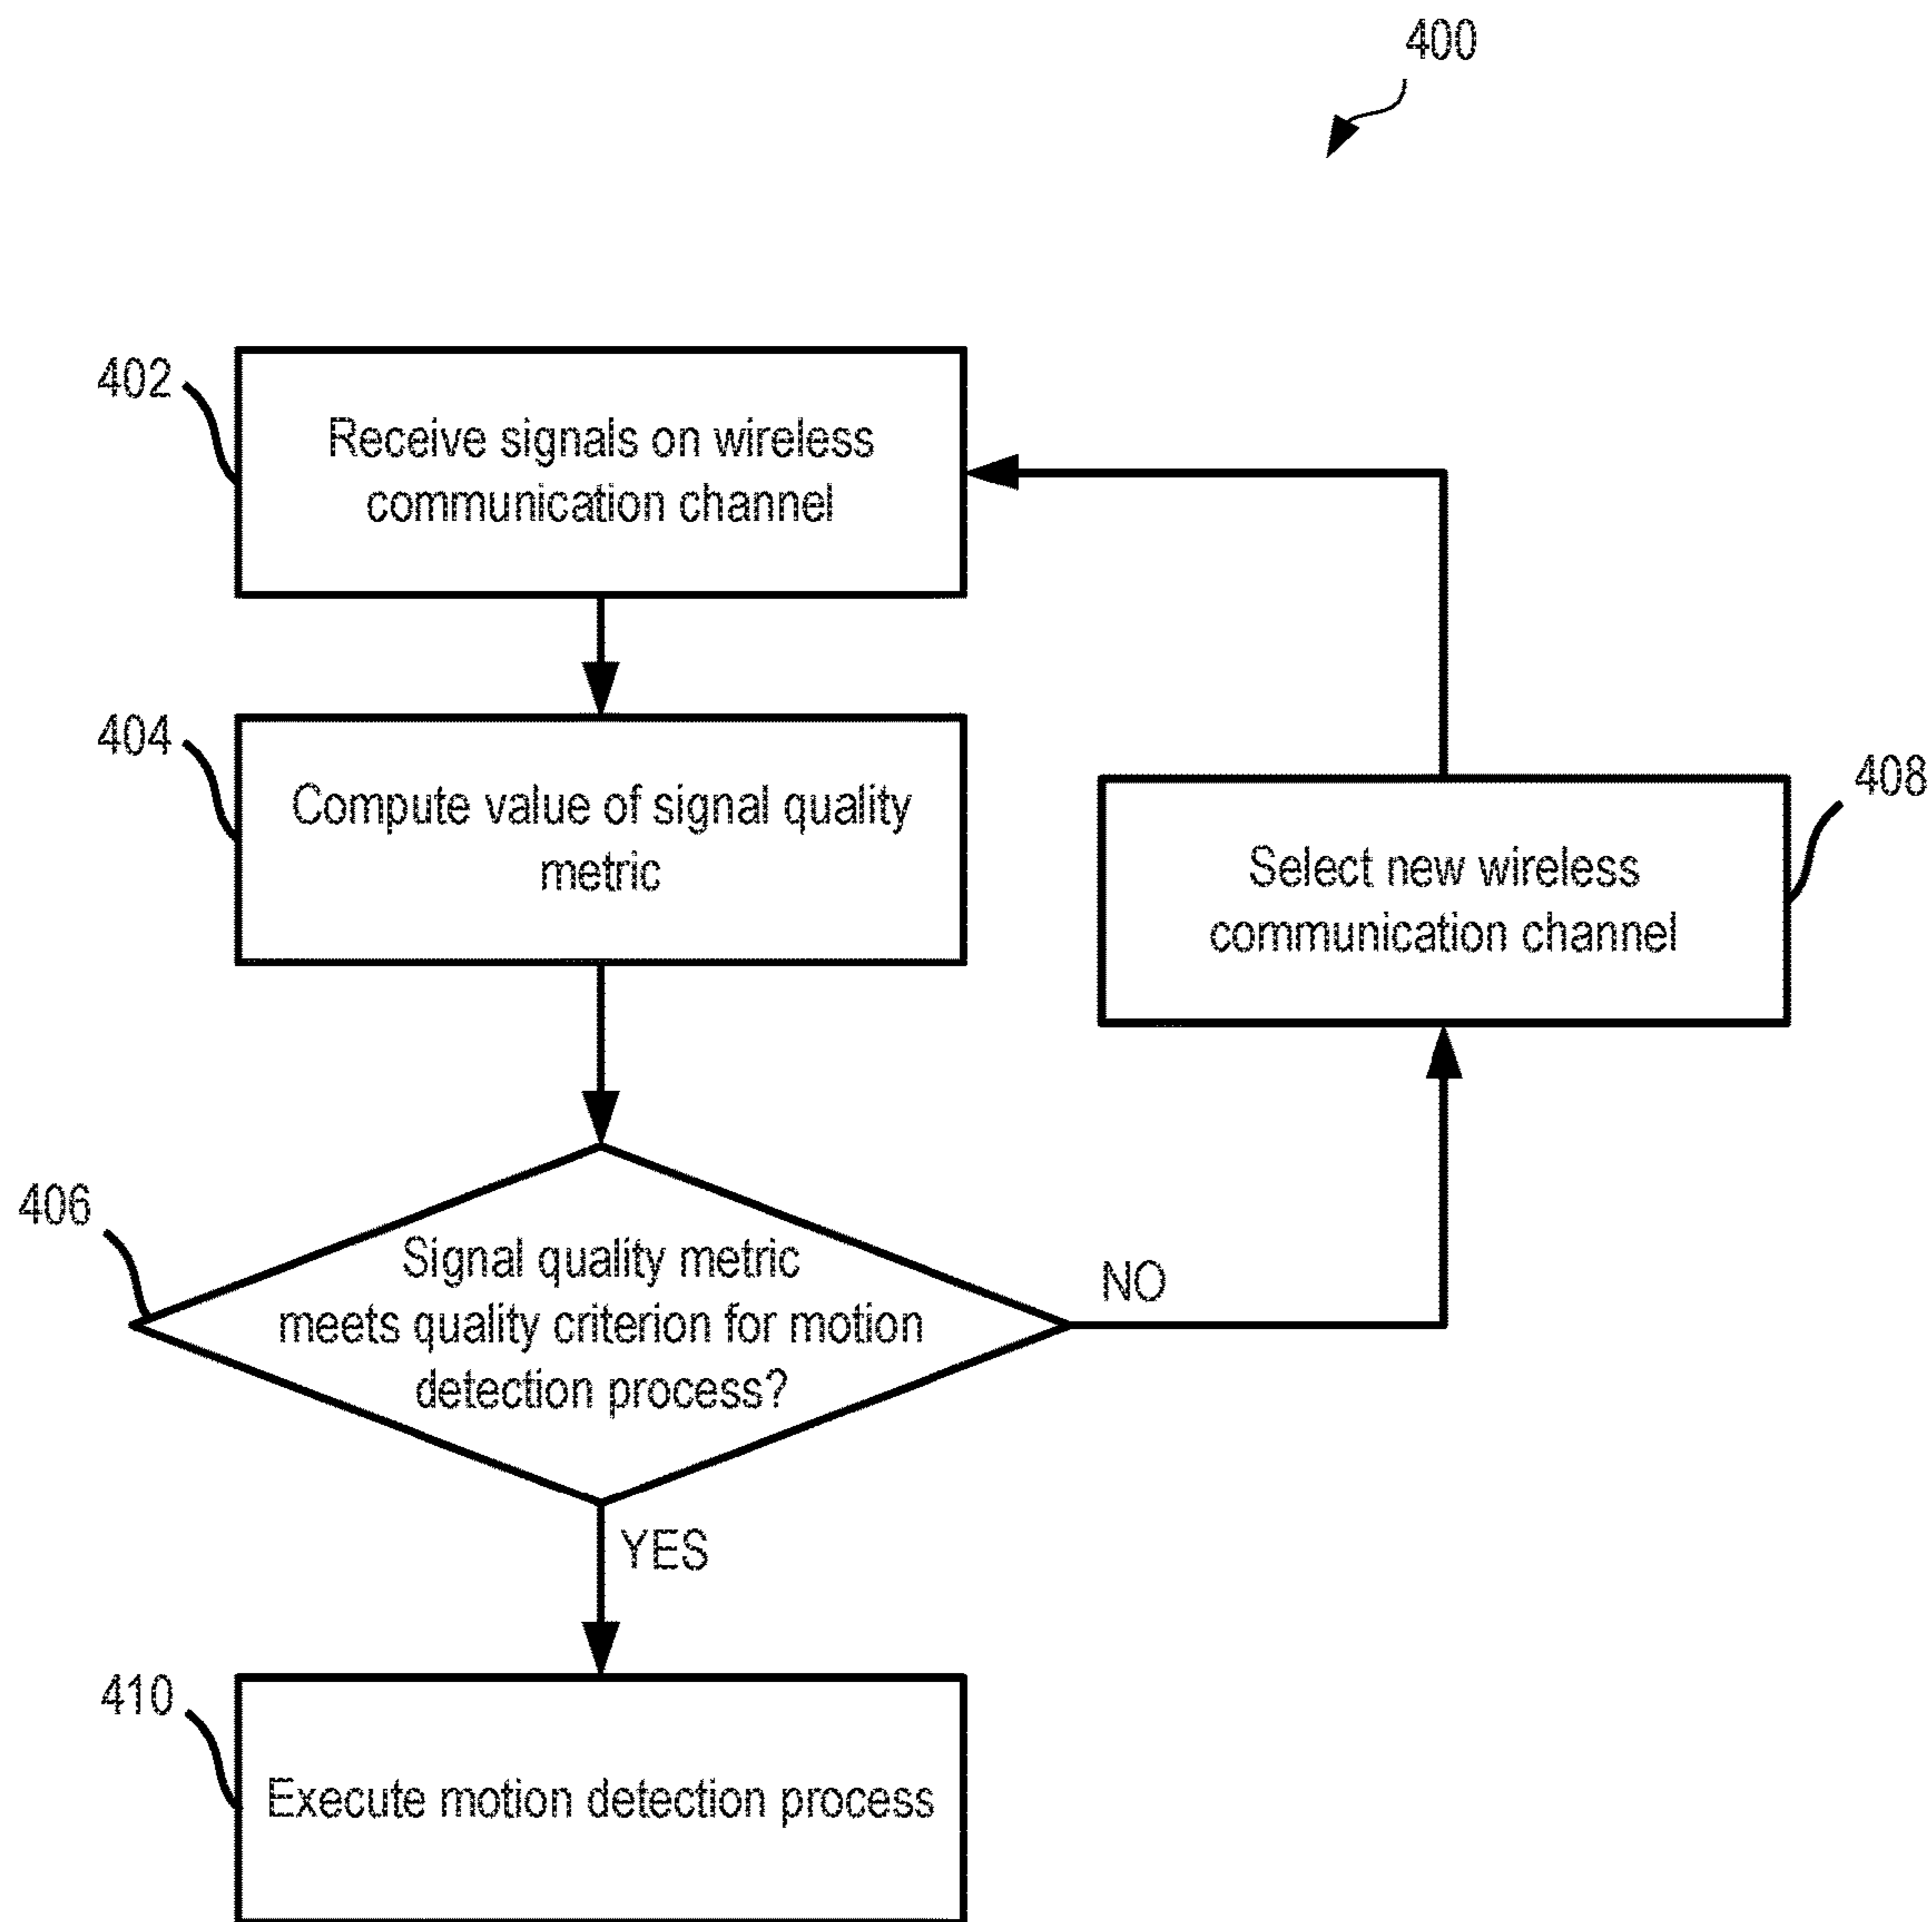 400
402
Receive signals on wireless
communication channel
404
Compute value of signal quality
metric
408
Select new wireless
communication channel
406
Signal quality metric
meets quality criterion for motion
detection process?
NO
YES
410
Execute motion detection process